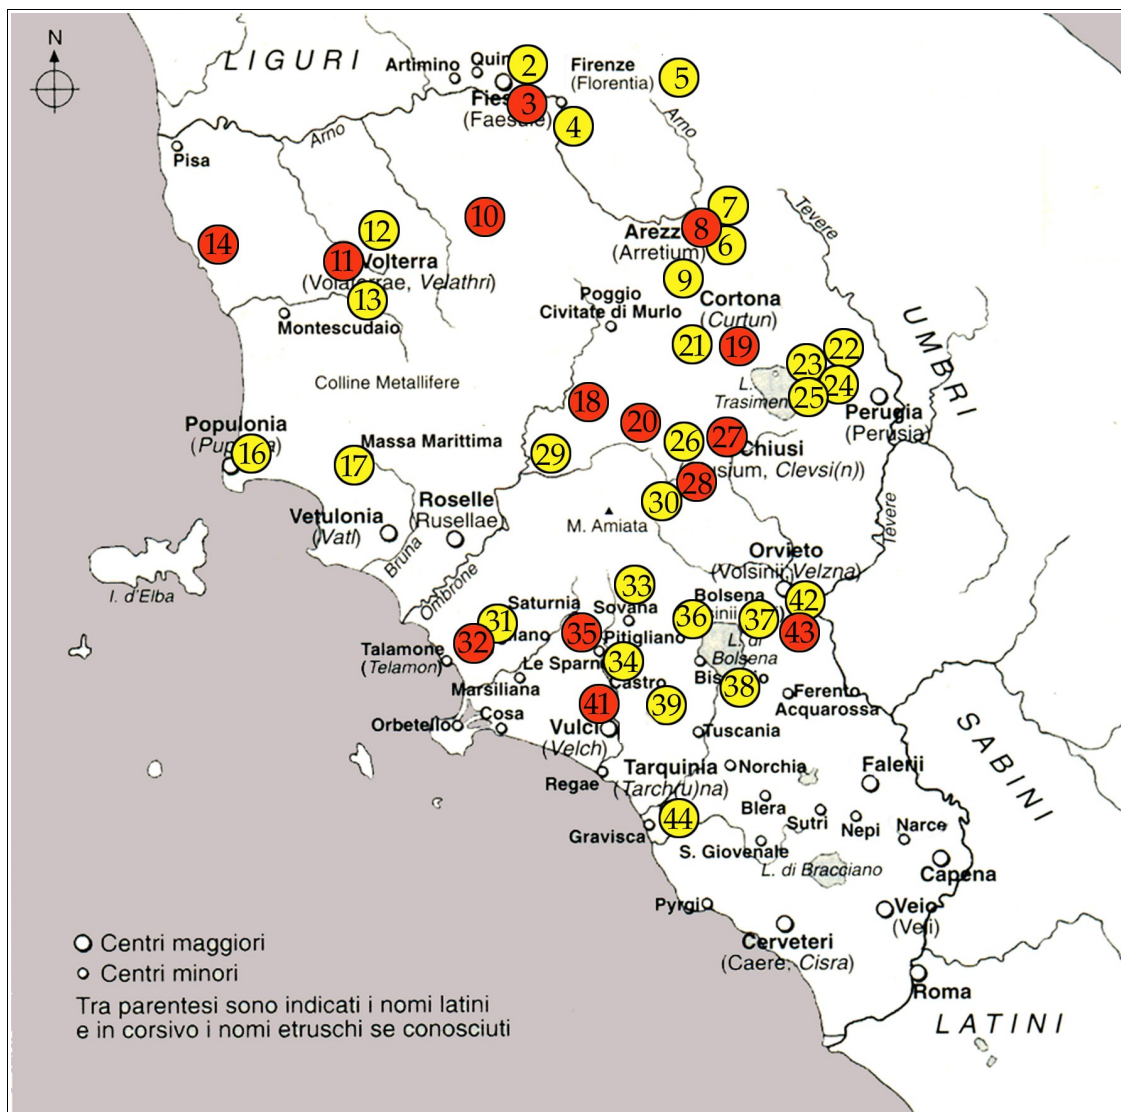 N
LIGURI
Artimino
2
Firenze
(Florentia)
5
3
(Faesule)
4
Arno
Arno
Pisa
Tevere
7
10
8
6
12
14
11
Volterra
(Volaterrae, Velathri)
(Arretium)
9
13
Montescudaio
Poggio
Civitate di Murlo
Cortona
(Curtun)
UMBRI
21
19
22
23
24
25
L.
Colline Metallifere
18
20
Perugia
(Perusia)
Populonia
16
Massa Marittima
17
29
26
27
Chiusi
Clevsi(n))
28
30
Roselle
(Rusellae)
Vetulonia
(Vatl)
M. Amiata
Bruna
Ombrone
Tevere
Orvieto
(Volsinii, Velzna)
I. d'Elba
33
Saturnia
Sovana
Bolsena
42
31
32
35
36
37
43
Pitigliano
L. di
Bolsena
Talamone
(Telamon)
34
Marsiliana
Castro
38
Ferento
Acquarossa
41
39
Orbetello
Cosa
Vulci
(Velch)
Tuscania
SABINI
Regae
Tarquinia
(Tarch(u)na)
Norchia
Falerii
44
Blera
Sutri
Nepi
Narce
Gravisca
S. Giovenale
L. di Bracciano
Capena
Pyrgi
Veio
(Veii)
Cerveteri
(Caere, Cisra)
Roma
LATINI
Centri maggiori
Centri minori
Tra parentesi sono indicati i nomi latini
e in corsivo i nomi etruschi se conosciuti